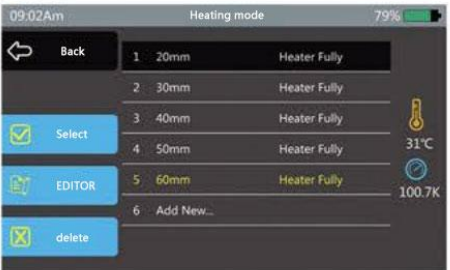 09:02Am Heating mode 79%
Back
1 20mm Heater Fully
2 30mm Heater Fully
3 40mm Heater Fully
Select
4 50mm Heater Fully
31℃
5 60mm Heater Fully
EDITOR
100.7K
6 Add New...
delete